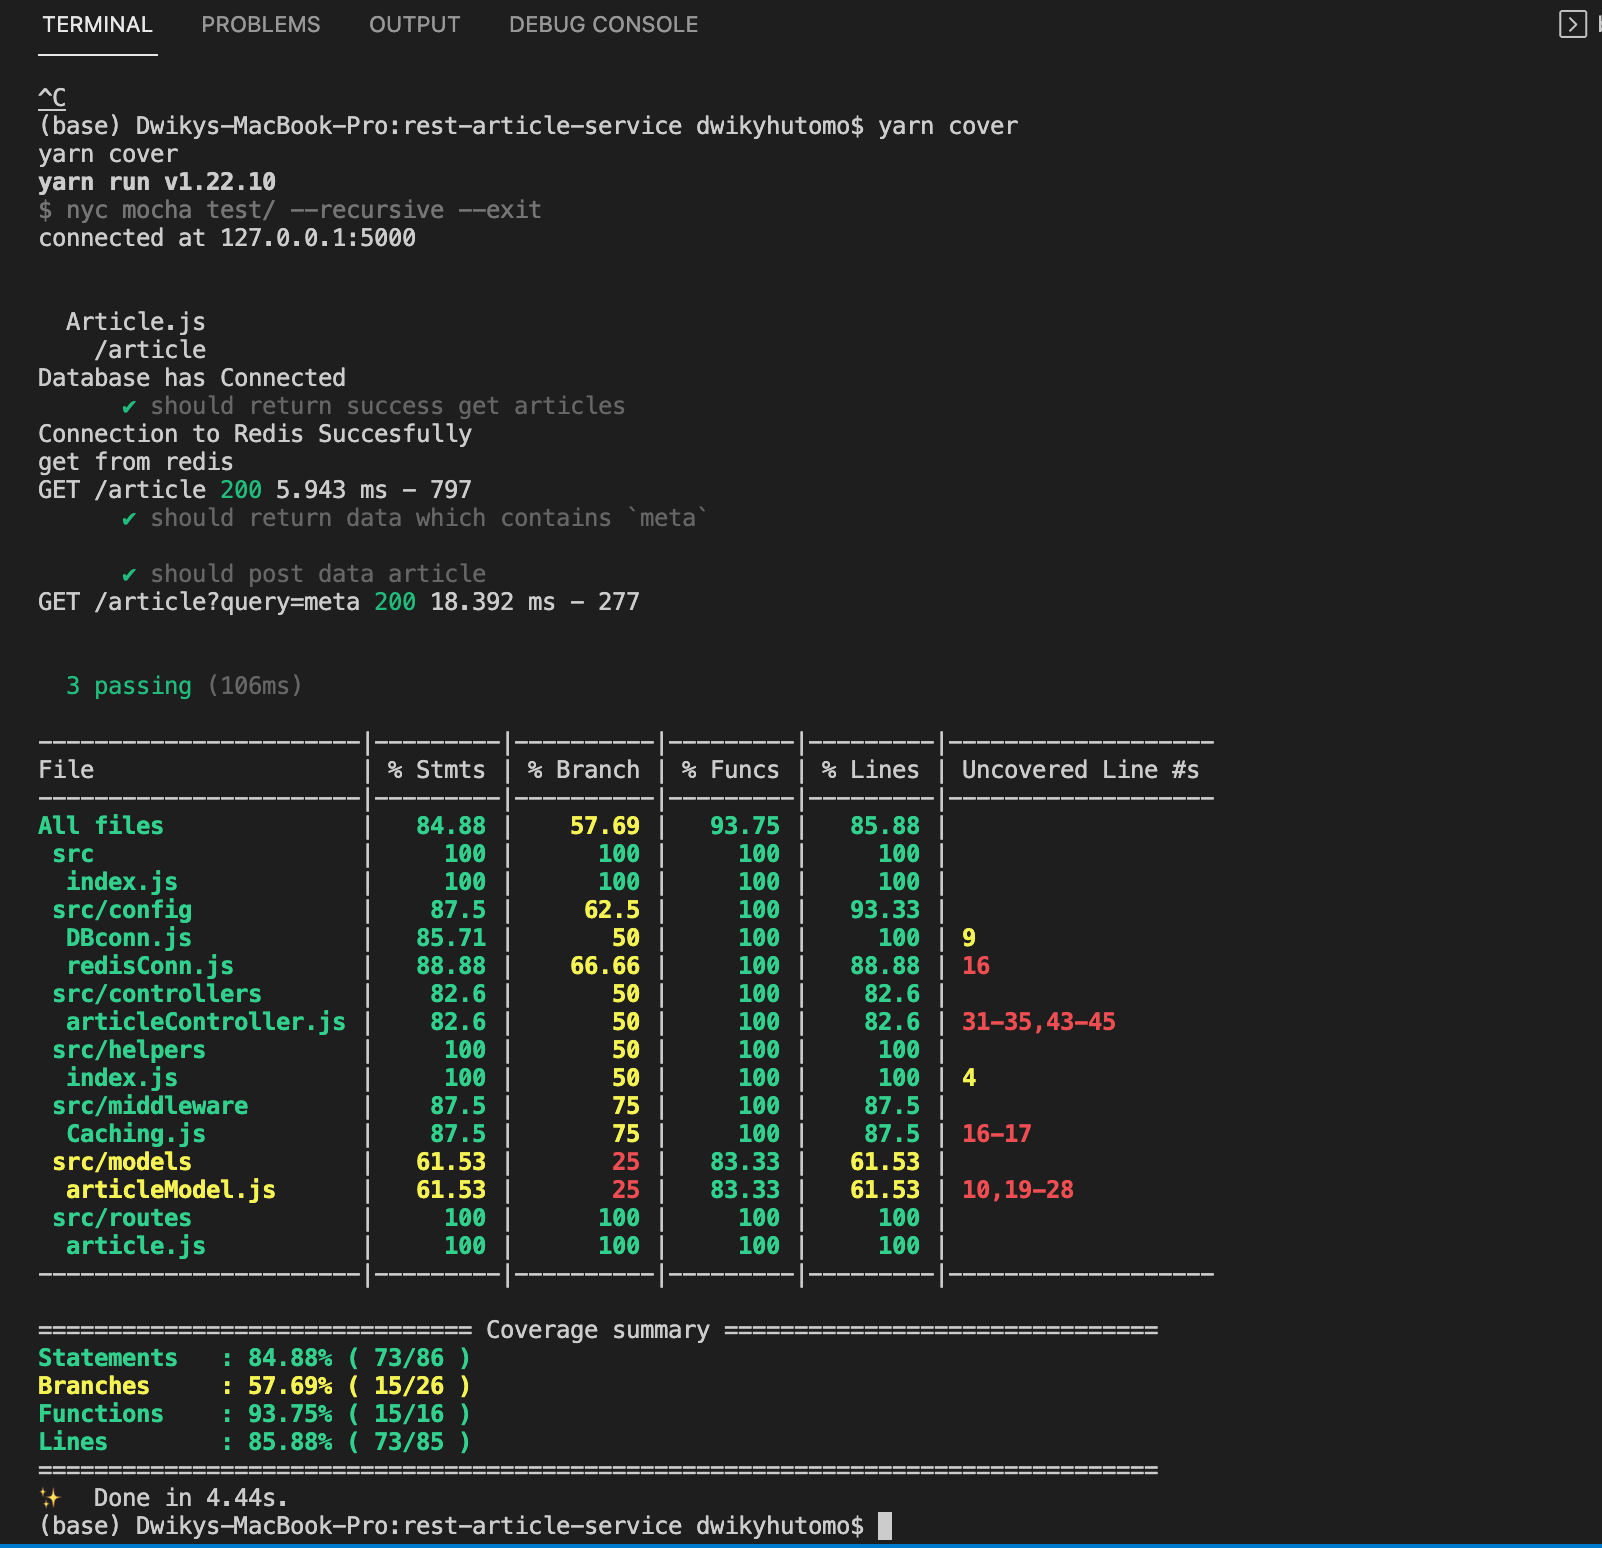 TERMINAL PROBLEMS OUTPUT DEBUG CONSOLE
^C
(base) Dwikys-MacBook-Pro:rest-article-service dwikyhutomo$ yarn cover
yarn cover
yarn run v1.22.10
$ nyc mocha test/ --recursive --exit
connected at 127.0.0.1:5000
Article.js
/article
Database has Connected
✔ should return success get articles
Connection to Redis Succesfully
get from redis
GET /article 200 5.943 ms - 797
✔ should return data which contains `meta`
✔ should post data article
GET /article?query=meta 200 18.392 ms - 277
3 passing (106ms)
-----------------------|---------|----------|---------|---------|-------------------
File                   | % Stmts | % Branch | % Funcs | % Lines | Uncovered Line #s
-----------------------|---------|----------|---------|---------|-------------------
All files              |   84.88 |    57.69 |   93.75 |   85.88 |
src                   |     100 |      100 |     100 |     100 |
index.js             |     100 |      100 |     100 |     100 |
src/config            |    87.5 |     62.5 |     100 |   93.33 |
DBconn.js            |   85.71 |       50 |     100 |     100 | 9
redisConn.js         |   88.88 |    66.66 |     100 |   88.88 | 16
src/controllers       |    82.6 |       50 |     100 |    82.6 |
articleController.js |    82.6 |       50 |     100 |    82.6 | 31-35,43-45
src/helpers           |     100 |       50 |     100 |     100 |
index.js             |     100 |       50 |     100 |     100 | 4
src/middleware        |    87.5 |       75 |     100 |    87.5 |
Caching.js           |    87.5 |       75 |     100 |    87.5 | 16-17
src/models            |   61.53 |       25 |   83.33 |   61.53 |
articleModel.js      |   61.53 |       25 |   83.33 |   61.53 | 10,19-28
src/routes            |     100 |      100 |     100 |     100 |
article.js           |     100 |      100 |     100 |     100 |
-----------------------|---------|----------|---------|---------|-------------------
=============================== Coverage summary ===============================
Statements   : 84.88% ( 73/86 )
Branches     : 57.69% ( 15/26 )
Functions    : 93.75% ( 15/16 )
Lines        : 85.88% ( 73/85 )
================================================================================
✨  Done in 4.44s.
(base) Dwikys-MacBook-Pro:rest-article-service dwikyhutomo$